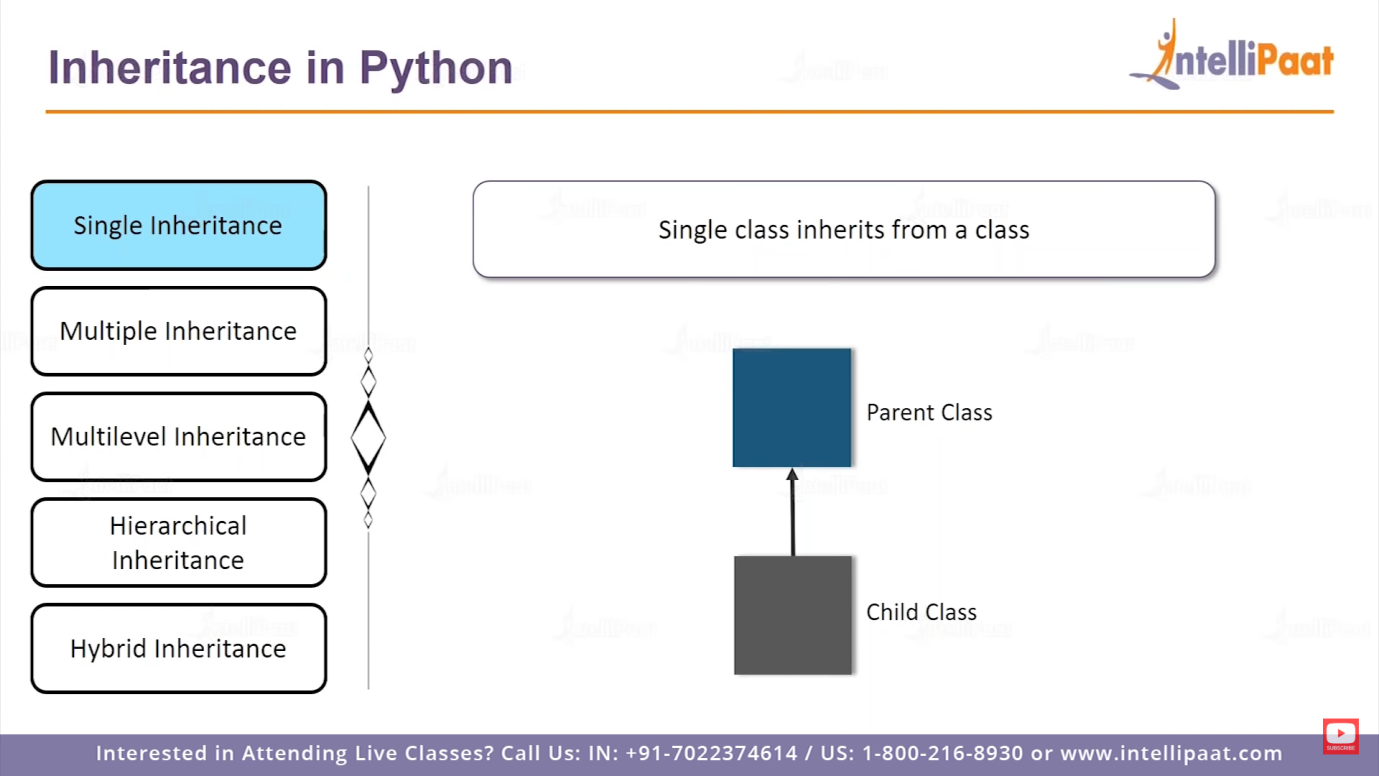 Inheritance in Python
IntelliPaat
Single Inheritance
Multiple Inheritance
Multilevel Inheritance
Hierarchical
Inheritance
Hybrid Inheritance
Single class inherits from a class
Parent Class
Child Class
SUBSCRIBE
Interested in Attending Live Classes? Call Us: IN: +91-7022374614 / US: 1-800-216-8930 or www.intellipaat.com